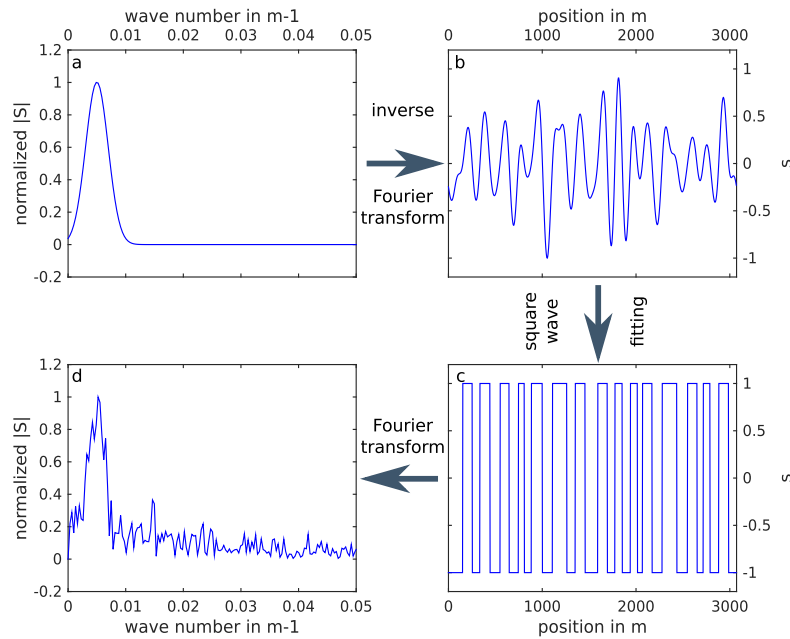 wave number in m-1
0 0.01 0.02 0.03 0.04 0.05
position in m
0 1000 2000 3000
a
1.2
1
0.8
0.6
0.4
0.2
0
-0.2
normalized |S|
inverse
Fourier
transform
b
1
0.5
0
-0.5
-1
s
square
wave
fitting
d
1.2
1
0.8
0.6
0.4
0.2
0
-0.2
normalized |S|
Fourier
transform
c
1
0.5
0
-0.5
-1
s
0 0.01 0.02 0.03 0.04 0.05
wave number in m-1
0 1000 2000 3000
position in m